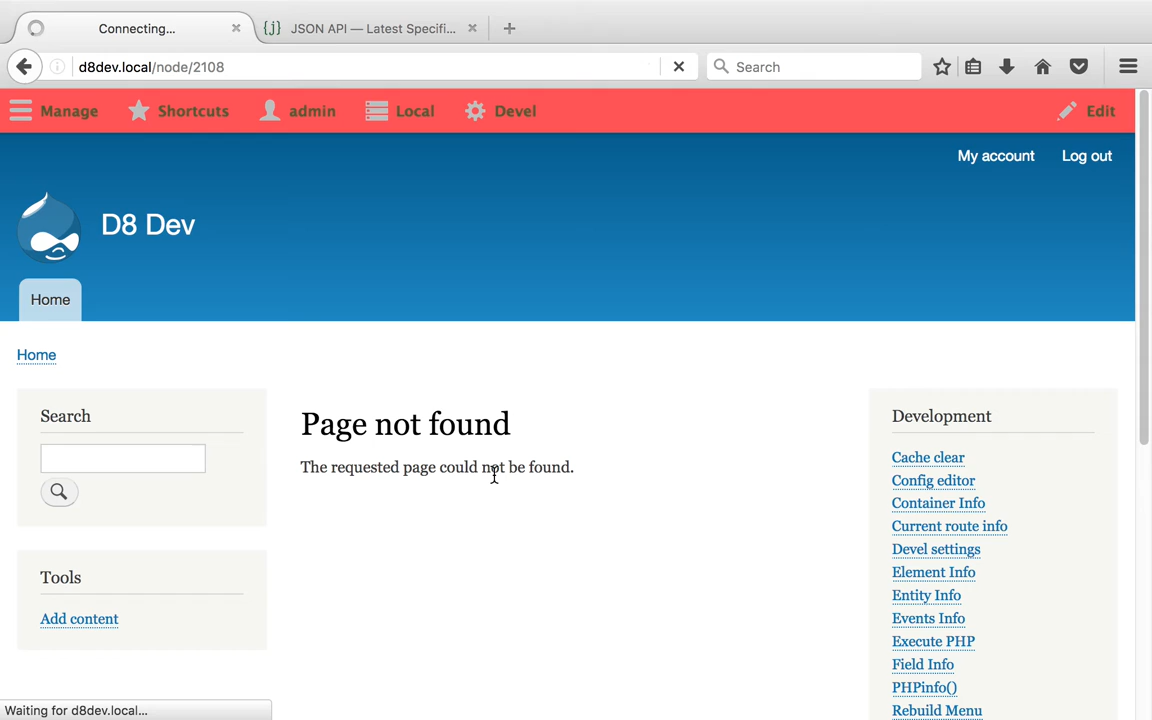 Connecting...
{j} JSON API — Latest Specifi...
d8dev.local/node/2108
Search
Manage
Shortcuts
admin
Local
Devel
Edit
My account
Log out
D8 Dev
Home
Home
Search
Page not found
The requested page could not be found.
Tools
Add content
Development
Cache clear
Config editor
Container Info
Current route info
Devel settings
Element Info
Entity Info
Events Info
Execute PHP
Field Info
PHPinfo()
Rebuild Menu
Waiting for d8dev.local...